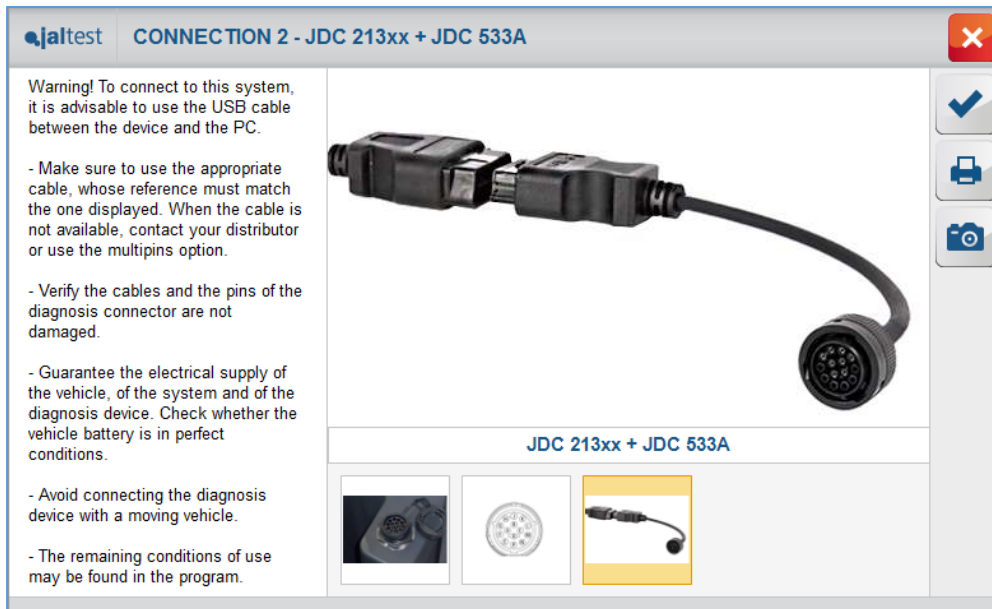 jaltest CONNECTION 2 - JDC 213xx + JDC 533A
Warning! To connect to this system,
it is advisable to use the USB cable
between the device and the PC.
- Make sure to use the appropriate
cable, whose reference must match
the one displayed. When the cable is
not available, contact your distributor
or use the multipins option.
- Verify the cables and the pins of the
diagnosis connector are not
damaged.
- Guarantee the electrical supply of
the vehicle, of the system and of the
diagnosis device. Check whether the
vehicle battery is in perfect
conditions.
- Avoid connecting the diagnosis
device with a moving vehicle.
- The remaining conditions of use
may be found in the program.
JDC 213xx + JDC 533A